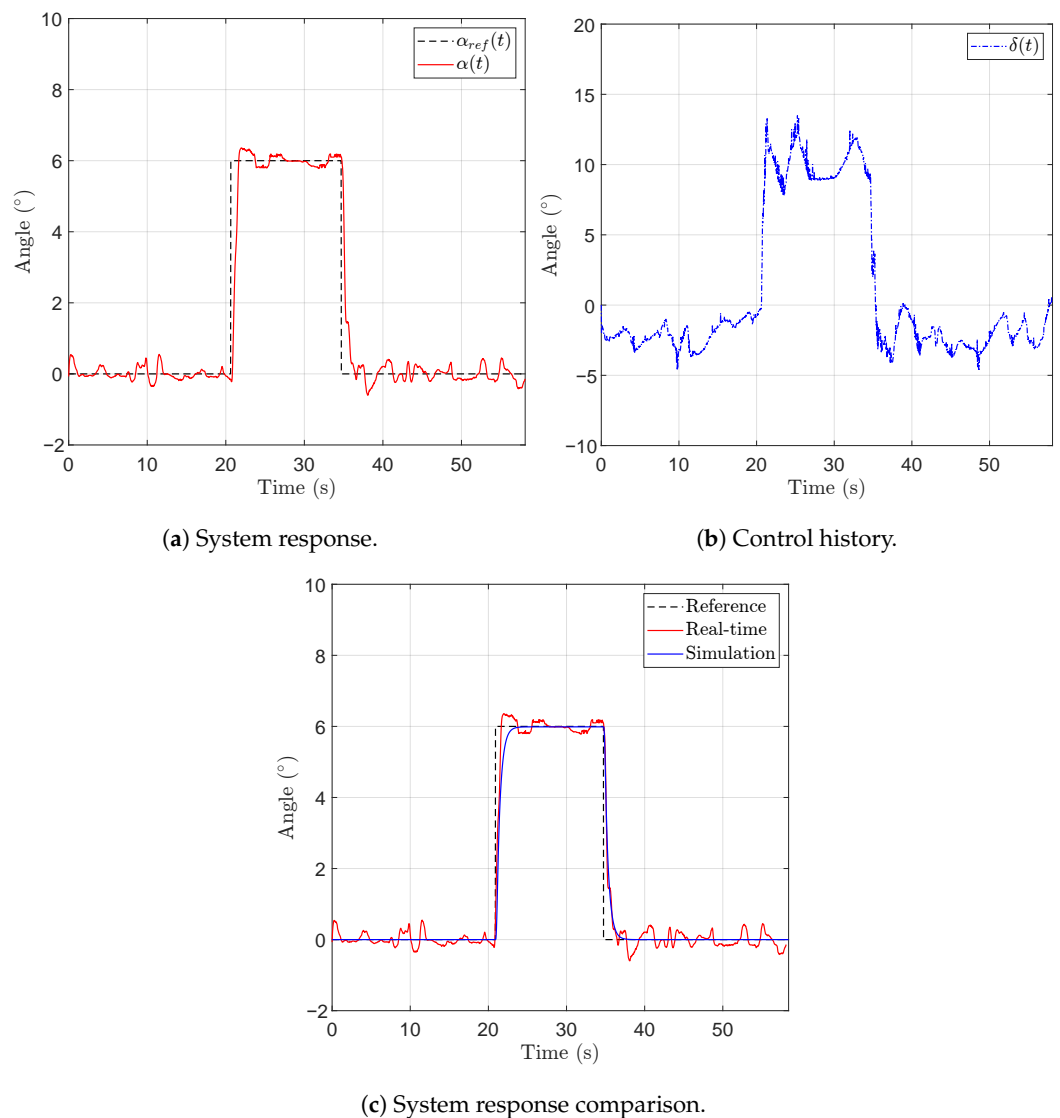 10
8
6
4
2
0
−2
Angle (°)
0 10 20 30 40 50
Time (s)
α_ref(t)
α(t)
(a) System response.
20
15
10
5
0
−5
−10
Angle (°)
0 10 20 30 40 50
Time (s)
δ(t)
(b) Control history.
10
8
6
4
2
0
−2
Angle (°)
0 10 20 30 40 50
Time (s)
Reference
Real-time
Simulation
(c) System response comparison.